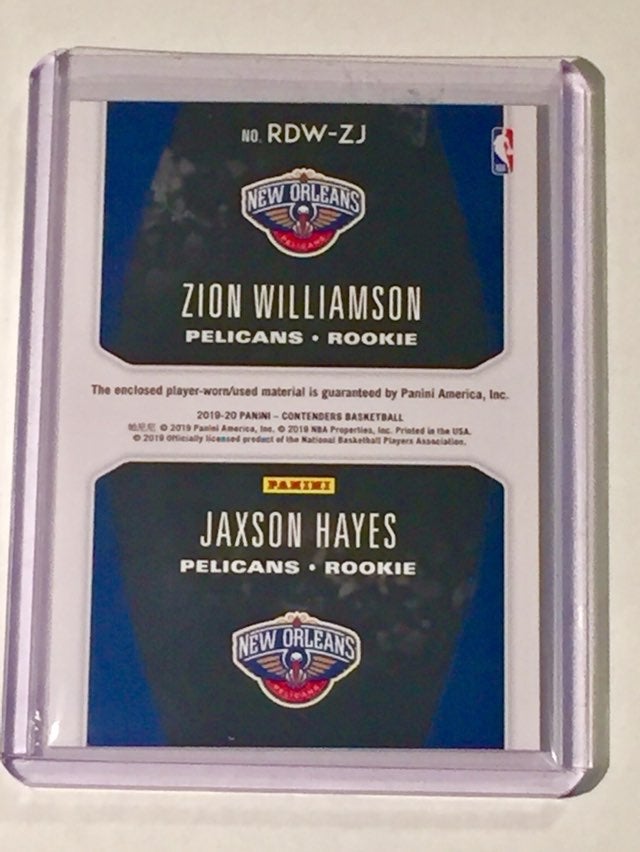 NO. RDW-ZJ
NEW ORLEANS
PELICANS
ZION WILLIAMSON
PELICANS • ROOKIE
The enclosed player-worn/used material is guaranteed by Panini America, Inc.
2019-20 PANINI – CONTENDERS BASKETBALL
帕尼尼 © 2019 Panini America, Inc. © 2019 NBA Properties, Inc. Printed in the USA.
© 2019 Officially licensed product of the National Basketball Players Association.
PANINI
JAXSON HAYES
PELICANS • ROOKIE
NEW ORLEANS
PELICANS